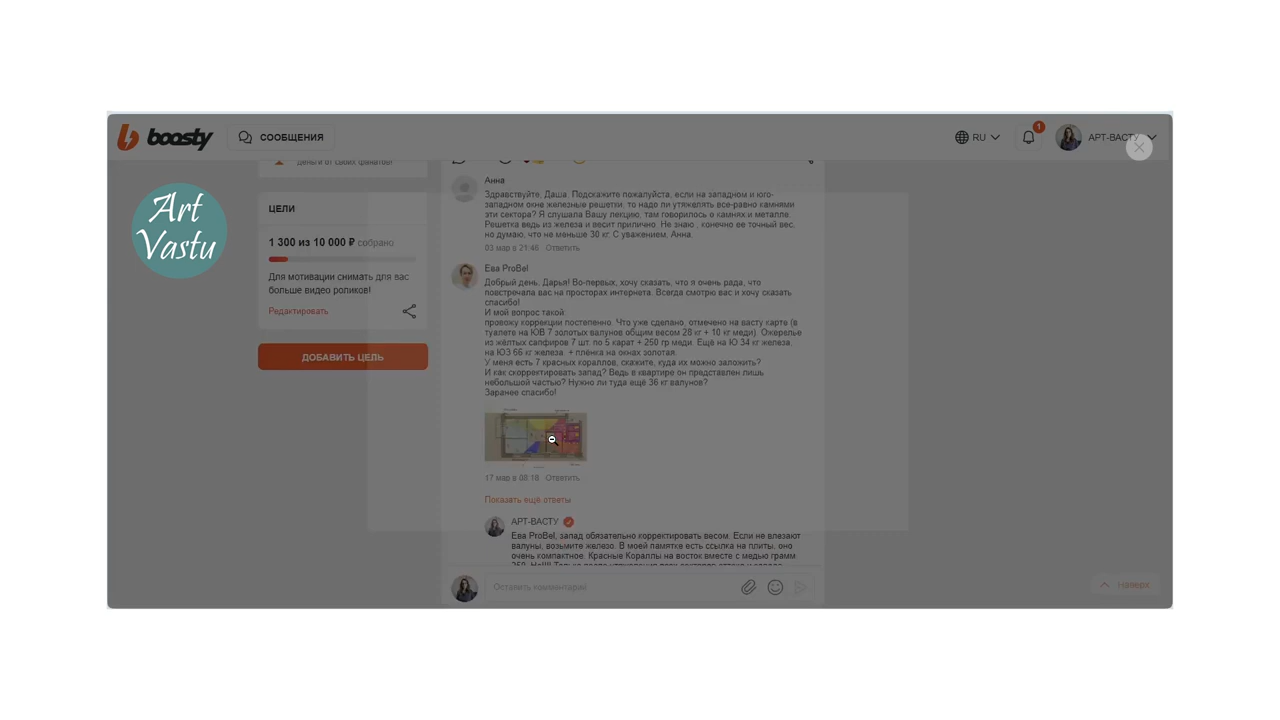 boosty
СООБЩЕНИЯ
RU
1
АРТ-ВАСТУ
Art
Vastu
деньги от своих фанатов!
ЦЕЛИ
1 300 из 10 000 ₽ собрано
Для мотивации снимать для вас
больше видео роликов!
Редактировать
ДОБАВИТЬ ЦЕЛЬ
Анна
Здравствуйте, Даша. Подскажите пожалуйста, если на западном и юго-
западном окне железные решетки, то надо ли утяжелять все-равно камнями
эти сектора? Я слушала Вашу лекцию, там говорилось о камнях и металле.
Решетка ведь из железа и весит прилично. Не знаю , конечно ее точный вес,
но думаю, что не меньше 30 кг. С уважением, Анна.
03 мар в 21:46 Ответить
Ева ProBel
Добрый день, Дарья! Во-первых, хочу сказать, что я очень рада, что
повстречала вас на просторах интернета. Всегда смотрю вас и хочу сказать
спасибо!
И мой вопрос такой:
провожу коррекции постепенно. Что уже сделано, отмечено на васту карте (в
туалете на ЮВ 7 золотых валунов общим весом 28 кг + 10 кг меди). Ожерелье
из жёлтых сапфиров 7 шт. по 5 карат + 250 гр меди. Ещё на Ю 34 кг железа,
на ЮЗ 66 кг железа + плёнка на окнах золотая.
У меня есть 7 красных кораллов, скажите, куда их можно заложить?
И как скорректировать запад? Ведь в квартире он представлен лишь
небольшой частью? Нужно ли туда ещё 36 кг валунов?
Заранее спасибо!
17 мар в 08:18 Ответить
Показать ещё ответы
АРТ-ВАСТУ
Ева ProBel, запад обязательно корректировать весом. Если не влезают
валуны, возьмите железо. В моей памятке есть ссылка на плиты, оно
очень компактное. Красные Кораллы на восток вместе с медью грамм
Оставить комментарий
Наверх